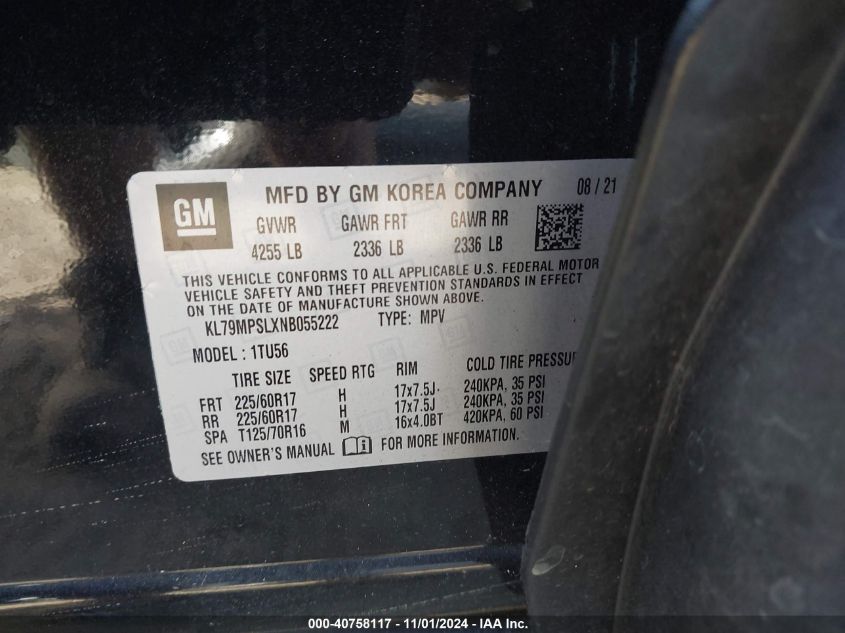 GM
MFD BY GM KOREA COMPANY 08 / 21
GVWR GAWR FRT GAWR RR
4255 LB 2336 LB 2336 LB
THIS VEHICLE CONFORMS TO ALL APPLICABLE U.S. FEDERAL MOTOR
VEHICLE SAFETY AND THEFT PREVENTION STANDARDS IN EFFECT
ON THE DATE OF MANUFACTURE SHOWN ABOVE.
KL79MPSLXNB055222 TYPE: MPV
MODEL : 1TU56
TIRE SIZE SPEED RTG RIM COLD TIRE PRESSUR
FRT 225/60R17 H 17x7.5J 240KPA, 35 PSI
RR 225/60R17 H 17x7.5J 240KPA, 35 PSI
SPA T125/70R16 M 16x4.0BT 420KPA, 60 PSI
SEE OWNER'S MANUAL FOR MORE INFORMATION.
000-40758117 - 11/01/2024 - IAA Inc.